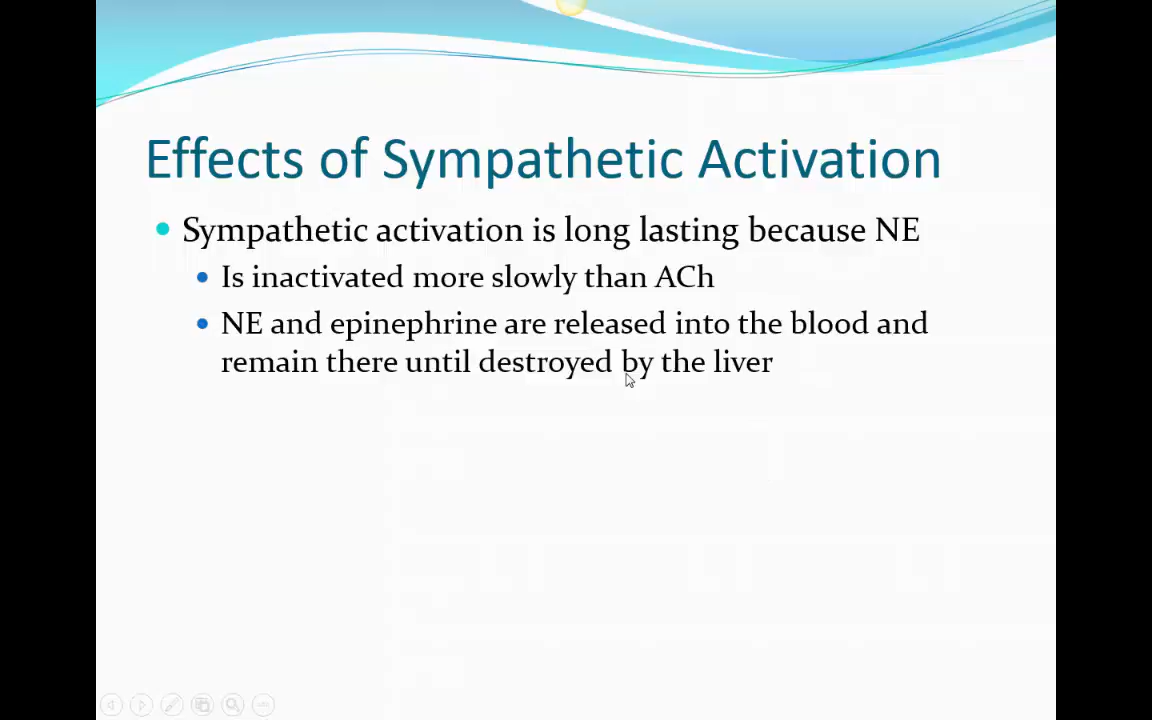 Effects of Sympathetic Activation
Sympathetic activation is long lasting because NE
Is inactivated more slowly than ACh
NE and epinephrine are released into the blood and
remain there until destroyed by the liver